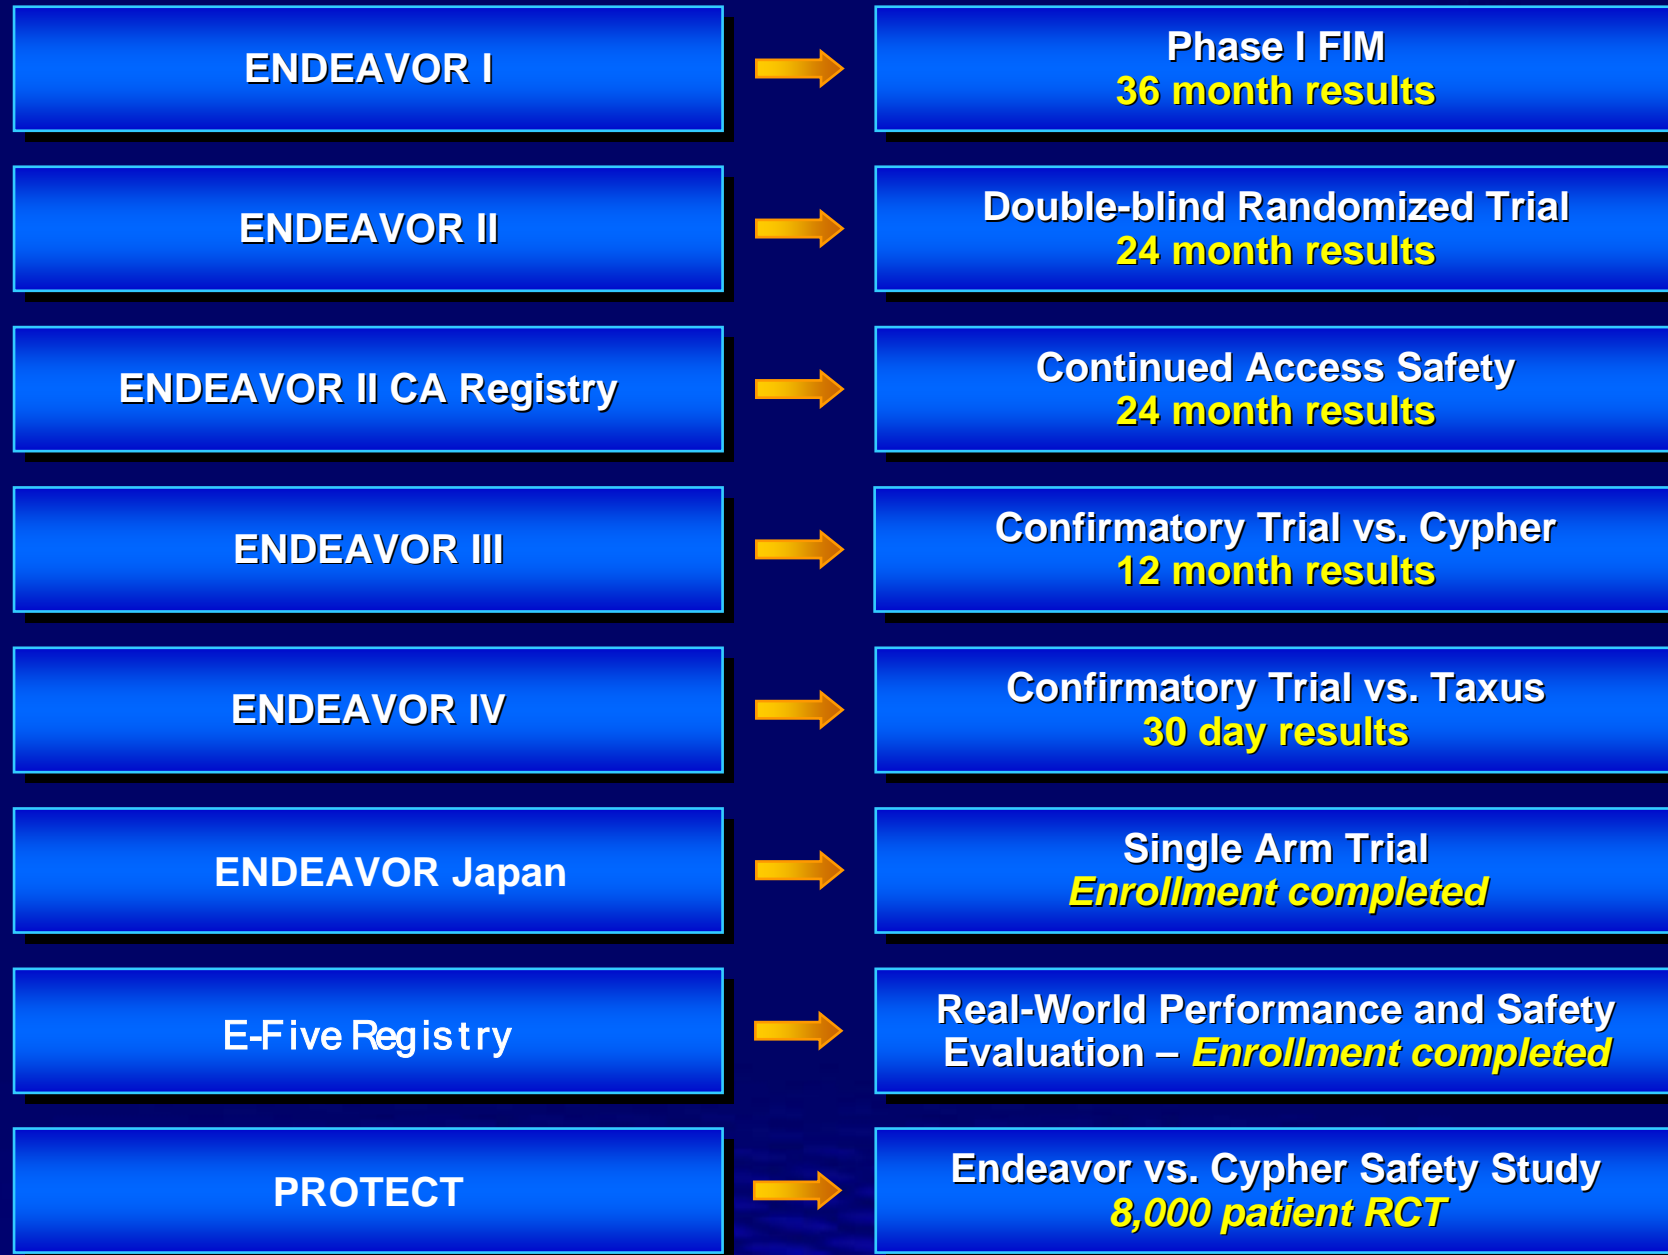 ENDEAVOR I
Phase I FIM
36 month results
ENDEAVOR II
Double-blind Randomized Trial
24 month results
ENDEAVOR II CA Registry
Continued Access Safety
24 month results
ENDEAVOR III
Confirmatory Trial vs. Cypher
12 month results
ENDEAVOR IV
Confirmatory Trial vs. Taxus
30 day results
ENDEAVOR Japan
Single Arm Trial
Enrollment completed
E-Five Registry
Real-World Performance and Safety
Evaluation – Enrollment completed
PROTECT
Endeavor vs. Cypher Safety Study
8,000 patient RCT